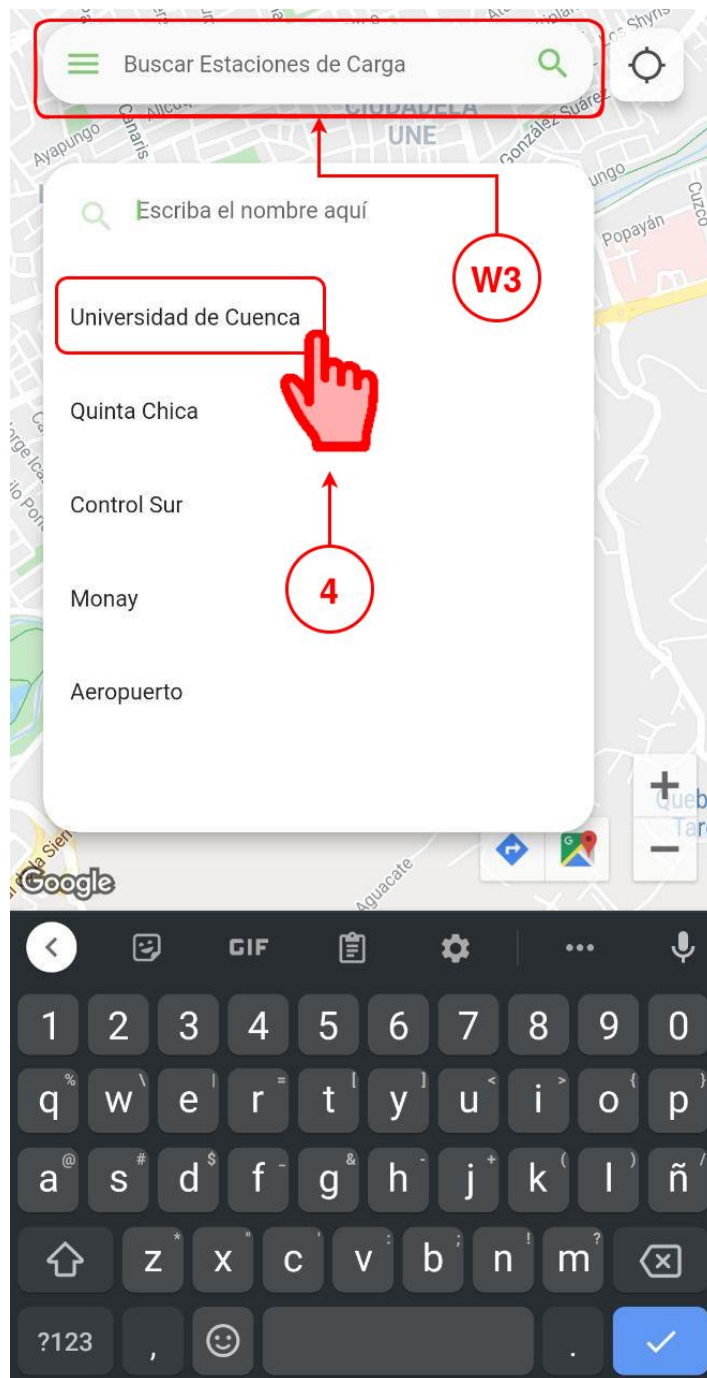 Los Shyris
Buscar Estaciones de Carga
CIUDADELA
UNE
González Suárez
Cañaris
Ayapungo
Cuzco
Popayán
Escriba el nombre aquí
W3
Universidad de Cuenca
Quinta Chica
Control Sur
4
Monay
Aeropuerto
+
−
G
Google
Aguacate
GIF
1 2 3 4 5 6 7 8 9 0
% \ | = [ ] < > { }
q w e r t y u i o p
@ # $ _ & - + ( ) /
a s d f g h j k l ñ
* " ' : ; ! ?
z x c v b n m
?123 , .